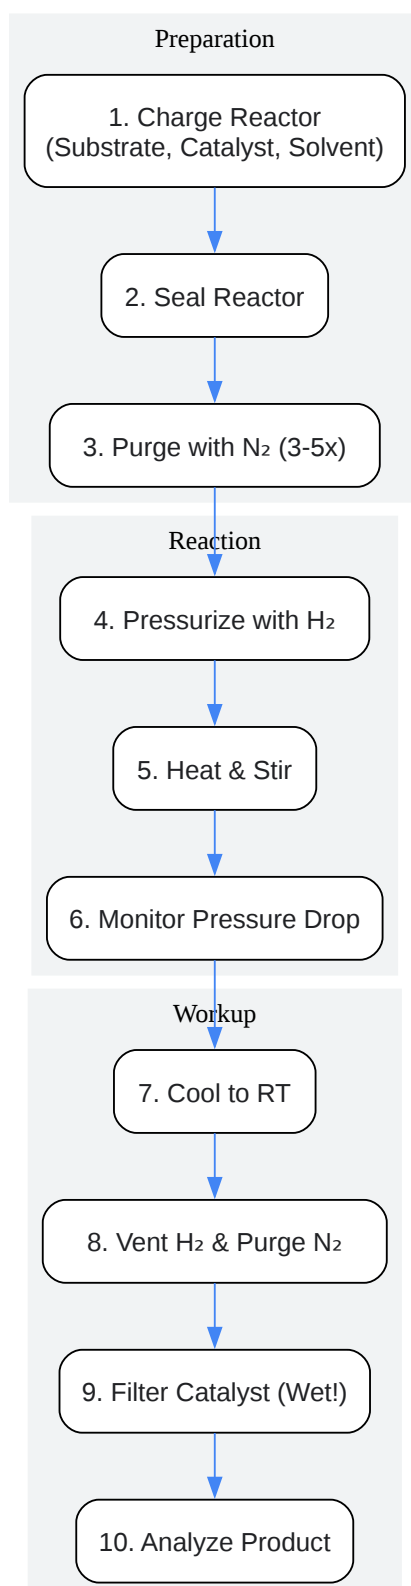 Preparation
1. Charge Reactor
(Substrate, Catalyst, Solvent)
2. Seal Reactor
3. Purge with N₂ (3-5x)
Reaction
4. Pressurize with H₂
5. Heat & Stir
6. Monitor Pressure Drop
Workup
7. Cool to RT
8. Vent H₂ & Purge N₂
9. Filter Catalyst (Wet!)
10. Analyze Product